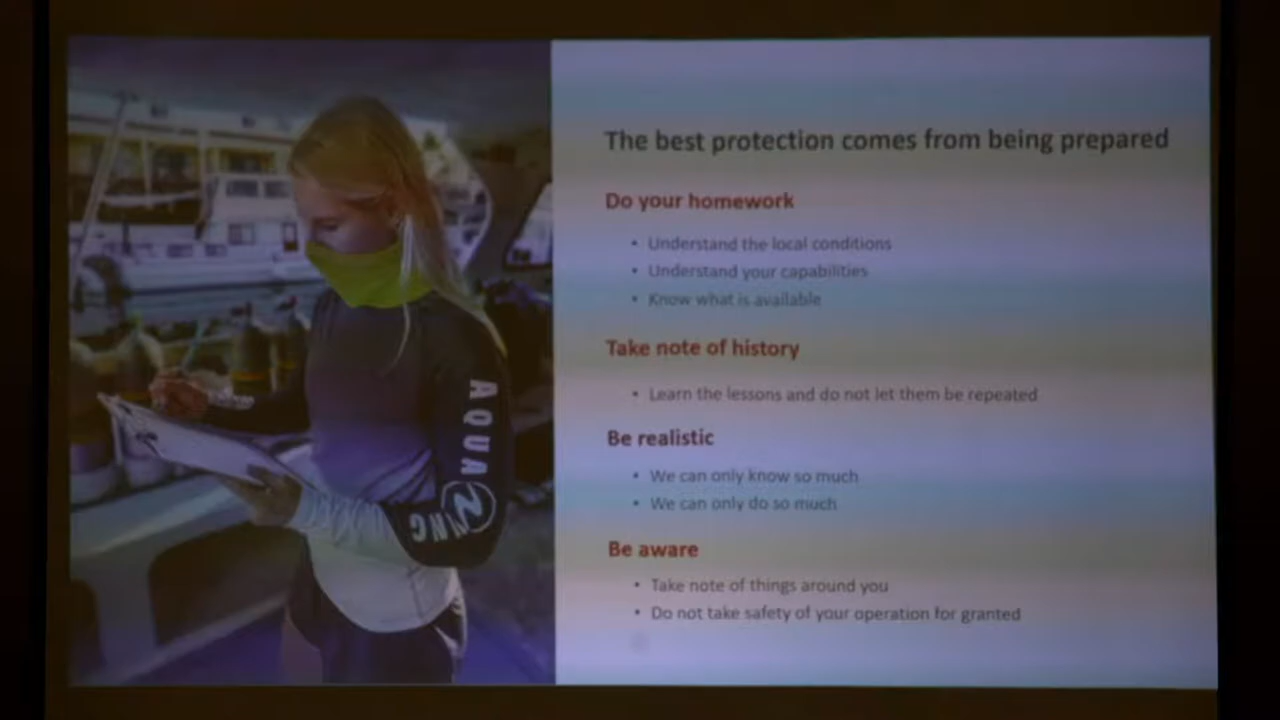 The best protection comes from being prepared
Do your homework
• Understand the local conditions
• Understand your capabilities
• Know what is available
Take note of history
• Learn the lessons and do not let them be repeated
Be realistic
• We can only know so much
• We can only do so much
Be aware
• Take note of things around you
• Do not take safety of your operation for granted
AQUA